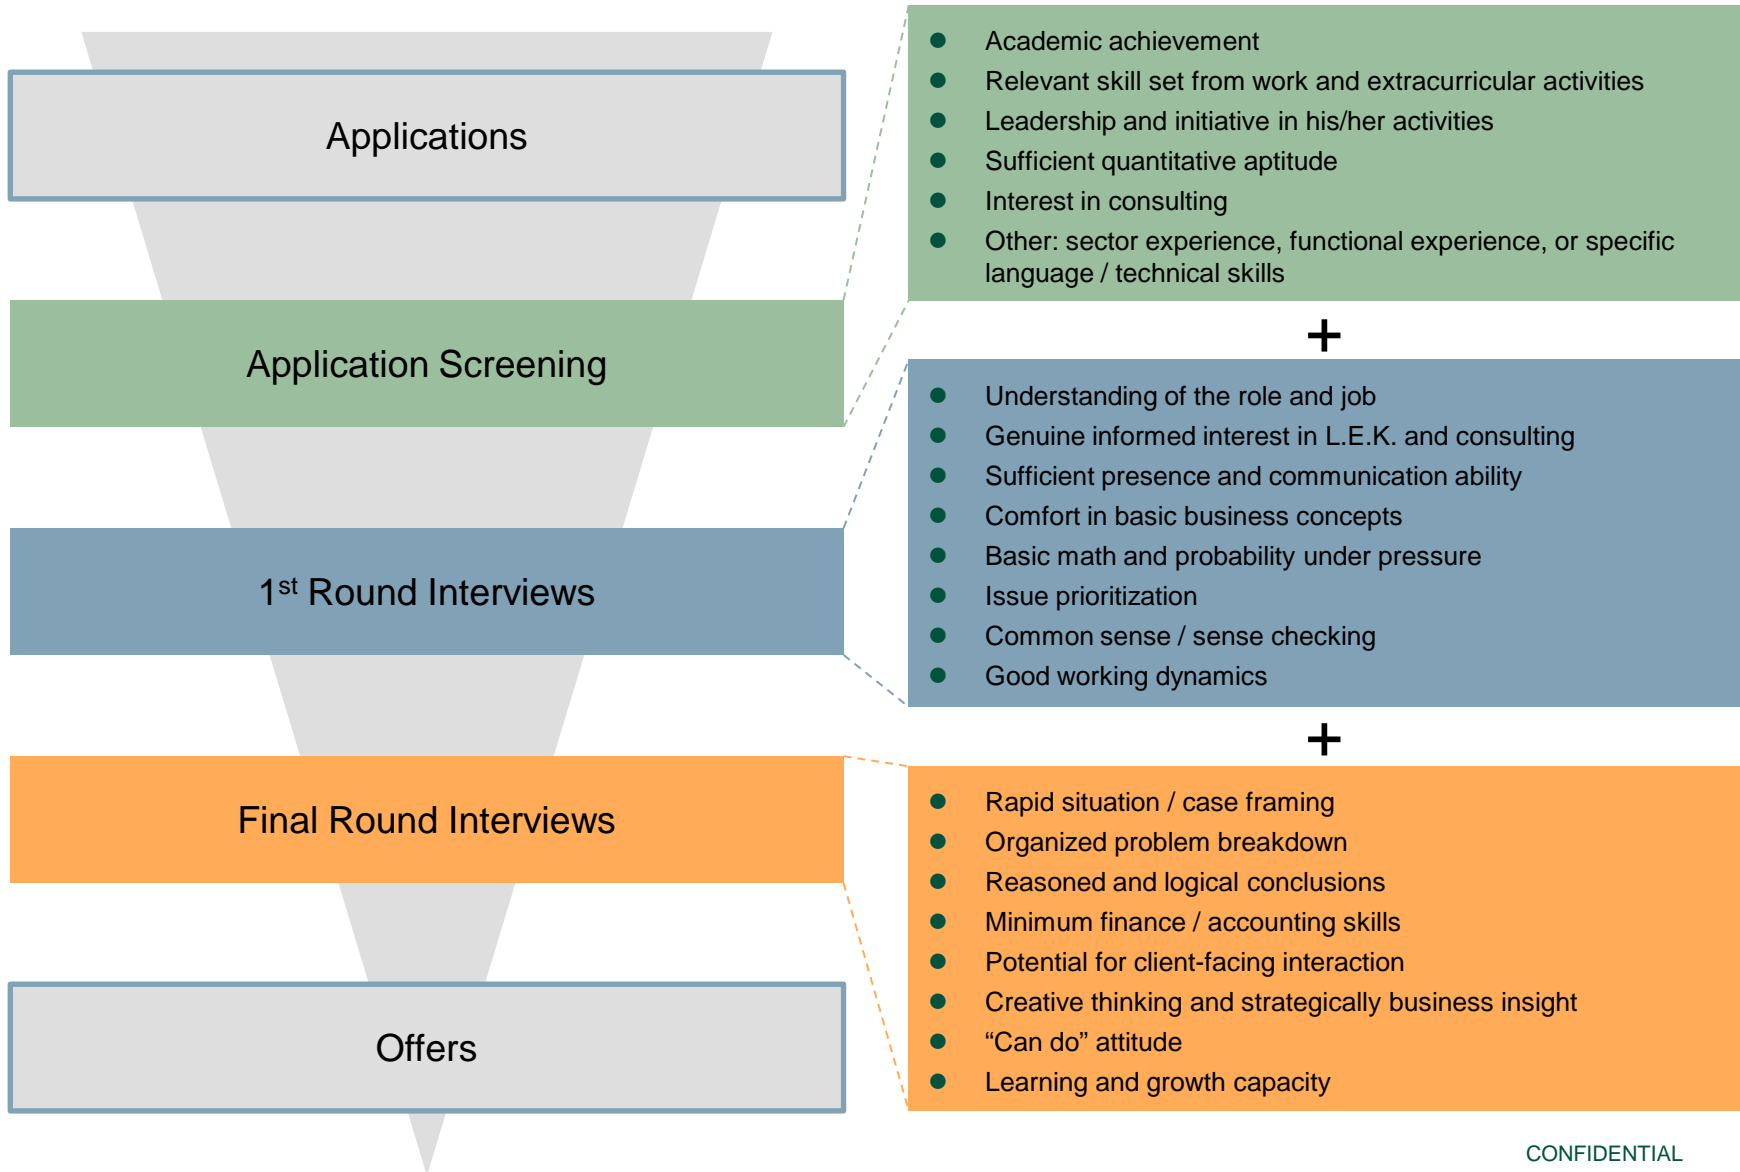 Applications
Application Screening
1st Round Interviews
Final Round Interviews
Offers
Academic achievement
Relevant skill set from work and extracurricular activities
Leadership and initiative in his/her activities
Sufficient quantitative aptitude
Interest in consulting
Other: sector experience, functional experience, or specific
language / technical skills
+
Understanding of the role and job
Genuine informed interest in L.E.K. and consulting
Sufficient presence and communication ability
Comfort in basic business concepts
Basic math and probability under pressure
Issue prioritization
Common sense / sense checking
Good working dynamics
+
Rapid situation / case framing
Organized problem breakdown
Reasoned and logical conclusions
Minimum finance / accounting skills
Potential for client-facing interaction
Creative thinking and strategically business insight
“Can do” attitude
Learning and growth capacity
CONFIDENTIAL